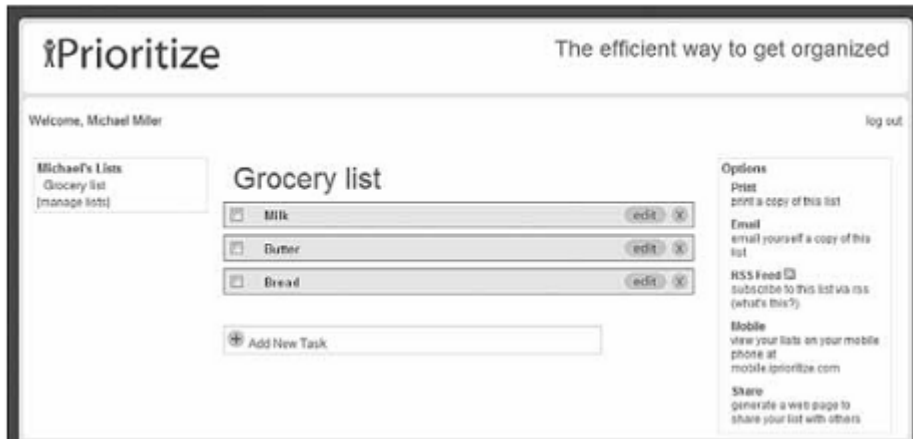 iPrioritize
The efficient way to get organized
Welcome, Michael Miller
log out
Michael's Lists
Grocery list
[manage lists]
Grocery list
Milk
edit
x
Butter
edit
x
Bread
edit
x
Add New Task
Options
Print
print a copy of this list
Email
email yourself a copy of this
list
RSS Feed
subscribe to this list via rss
(what's this?)
Mobile
view your lists on your mobile
phone at
mobile.iprioritize.com
Share
generate a web page to
share your list with others